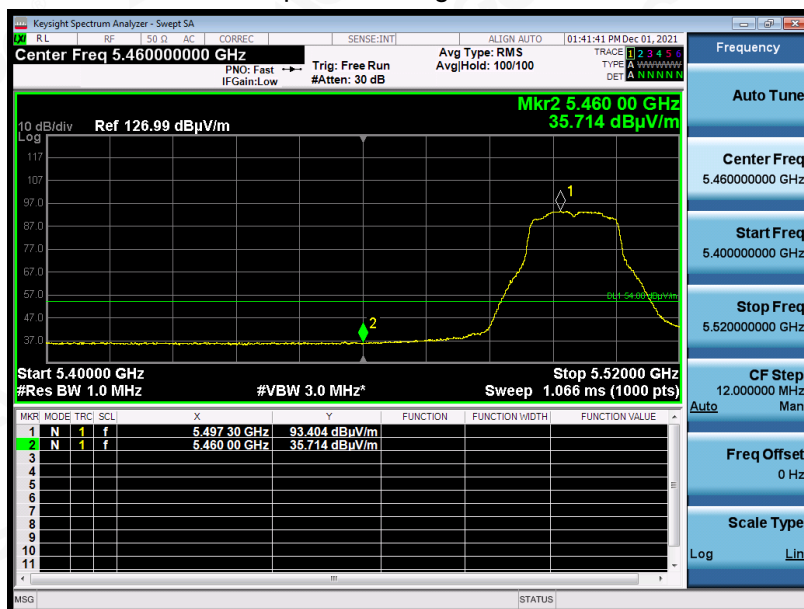 Keysight Spectrum Analyzer - Swept SA
LXI RL RF 50 Ω AC CORREC SENSE:INT ALIGN AUTO 01:41:41 PM Dec 01, 2021
Center Freq 5.460000000 GHz
PNO: Fast
IFGain:Low
Trig: Free Run
#Atten: 30 dB
Avg Type: RMS
Avg|Hold: 100/100
TRACE 1 2 3 4 5 6
TYPE A WWWWW
DET A N N N N N
Mkr2 5.460 00 GHz
35.714 dBµV/m
10 dB/div Ref 126.99 dBµV/m
Log
117
107
97.0
87.0
77.0
67.0
57.0
47.0
37.0
1
2
DL1 54.00 dBµV/m
Start 5.40000 GHz
Stop 5.52000 GHz
#Res BW 1.0 MHz
#VBW 3.0 MHz*
Sweep 1.066 ms (1000 pts)
MKR MODE TRC SCL X Y FUNCTION FUNCTION WIDTH FUNCTION VALUE
1 N 1 f 5.497 30 GHz 93.404 dBµV/m
2 N 1 f 5.460 00 GHz 35.714 dBµV/m
3
4
5
6
7
8
9
10
11
MSG
STATUS
Frequency
Auto Tune
Center Freq
5.460000000 GHz
Start Freq
5.400000000 GHz
Stop Freq
5.520000000 GHz
CF Step
12.000000 MHz
Auto Man
Freq Offset
0 Hz
Scale Type
Log Lin